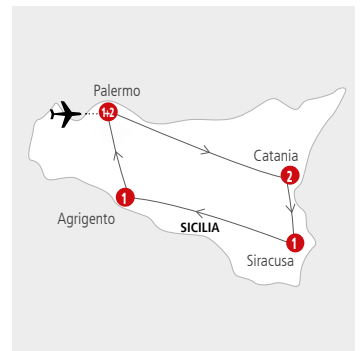 Palermo
1+2
Catania
2
1
Agrigento
SICILIA
1
Siracusa